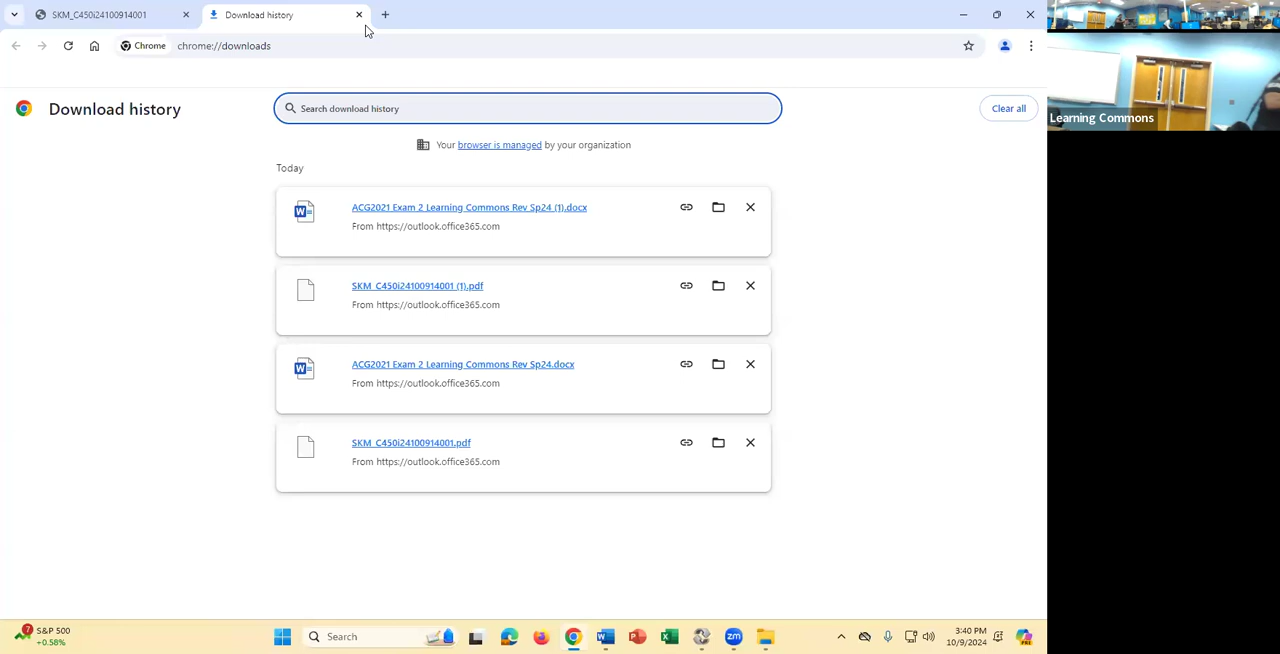 SKM_C450i24100914001
Download history
Chrome
chrome://downloads
Download history
Search download history
Clear all
Your browser is managed by your organization
Today
ACG2021 Exam 2 Learning Commons Rev Sp24 (1).docx
From https://outlook.office365.com
SKM_C450i24100914001 (1).pdf
From https://outlook.office365.com
ACG2021 Exam 2 Learning Commons Rev Sp24.docx
From https://outlook.office365.com
SKM_C450i24100914001.pdf
From https://outlook.office365.com
Learning Commons
7
S&P 500
+0.58%
Search
zm
3:40 PM
10/9/2024